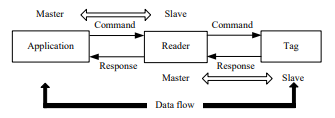 Master Slave
Command Command
Application Reader Tag
Response Response
Master Slave
Data flow